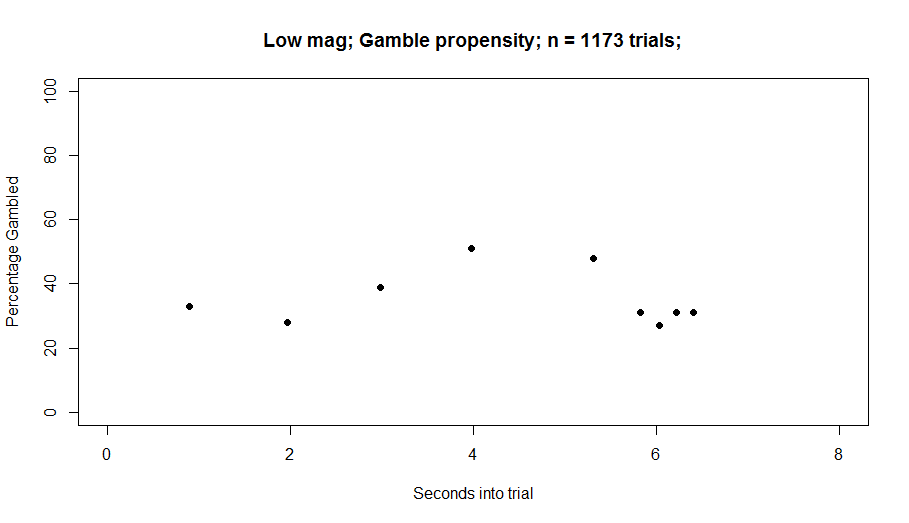 Low mag; Gamble propensity; n = 1173 trials;
Percentage Gambled
100
80
60
40
20
0
0 2 4 6 8
Seconds into trial